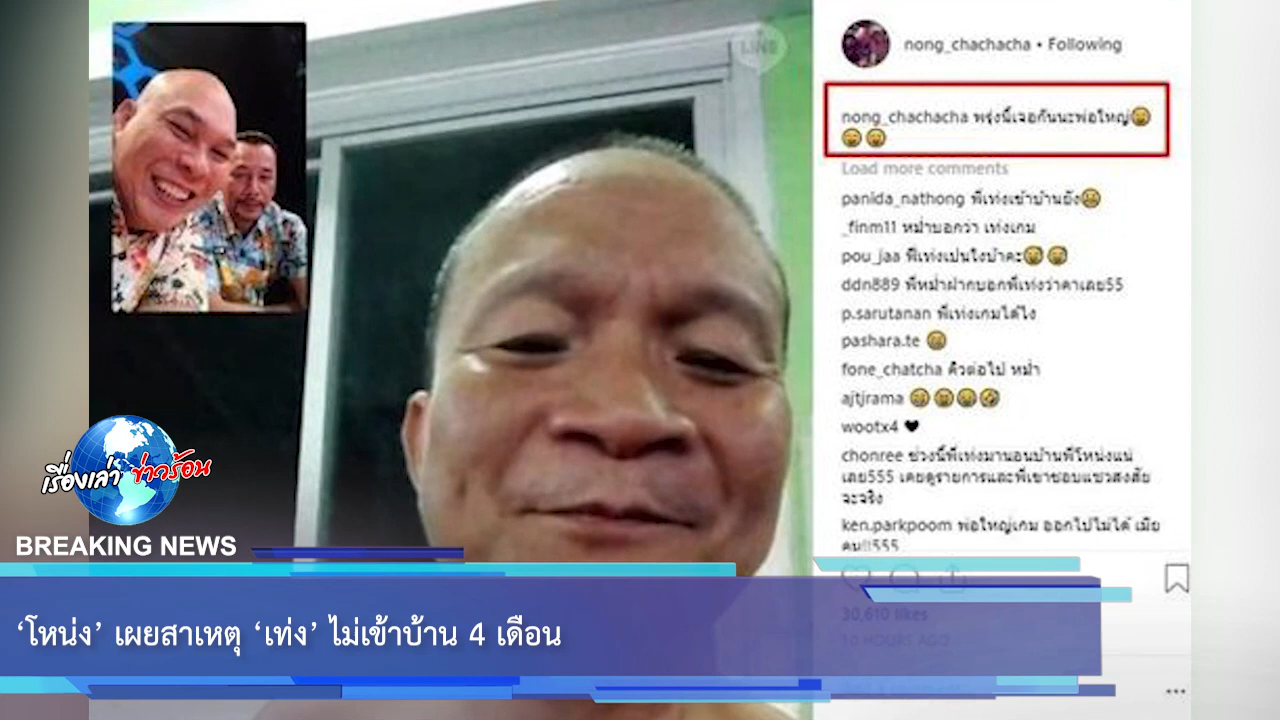 LINE
nong_chachacha • Following
nong_chachacha พรุ่งนี้เจอกันนะพ่อใหญ่
Load more comments
panida_nathong พี่เท่งเข้าบ้านยัง
_finm11 หม่ำบอกว่า เท่งเกม
pou_jaa พี่เท่งเปนไงบ้าคะ
ddn889 พี่หม่ำฝากบอกพี่เท่งว่าคาเลย55
p.sarutanan พี่เท่งเกมได้ไง
pashara.te
fone_chatcha คิวต่อไป หม่ำ
ajtjrama
wootx4 ♥
chonree ช่วงนี้พี่เท่งมานอนบ้านพี่โหน่งแน่
เลย555 เคยดูรายการและพี่เขาชอบแซวสงสัย
จะจริง
ken.parkpoom พ่อใหญ่เกม ออกไปไม่ได้ เมีย
คุม!!555
30,610 likes
10 HOURS AGO
เรื่องเล่า ข่าวร้อน
BREAKING NEWS
‘โหน่ง’ เผยสาเหตุ ‘เท่ง’ ไม่เข้าบ้าน 4 เดือน